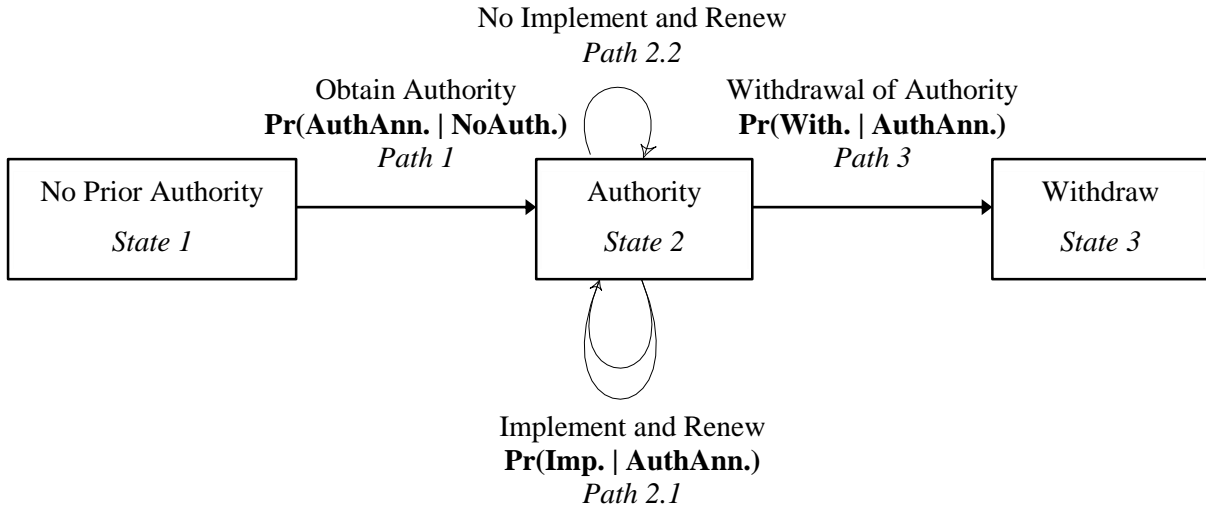 No Implement and Renew
Path 2.2
Obtain Authority
Pr(AuthAnn. | NoAuth.)
Path 1
Withdrawal of Authority
Pr(With. | AuthAnn.)
Path 3
No Prior Authority
State 1
Authority
State 2
Withdraw
State 3
Implement and Renew
Pr(Imp. | AuthAnn.)
Path 2.1